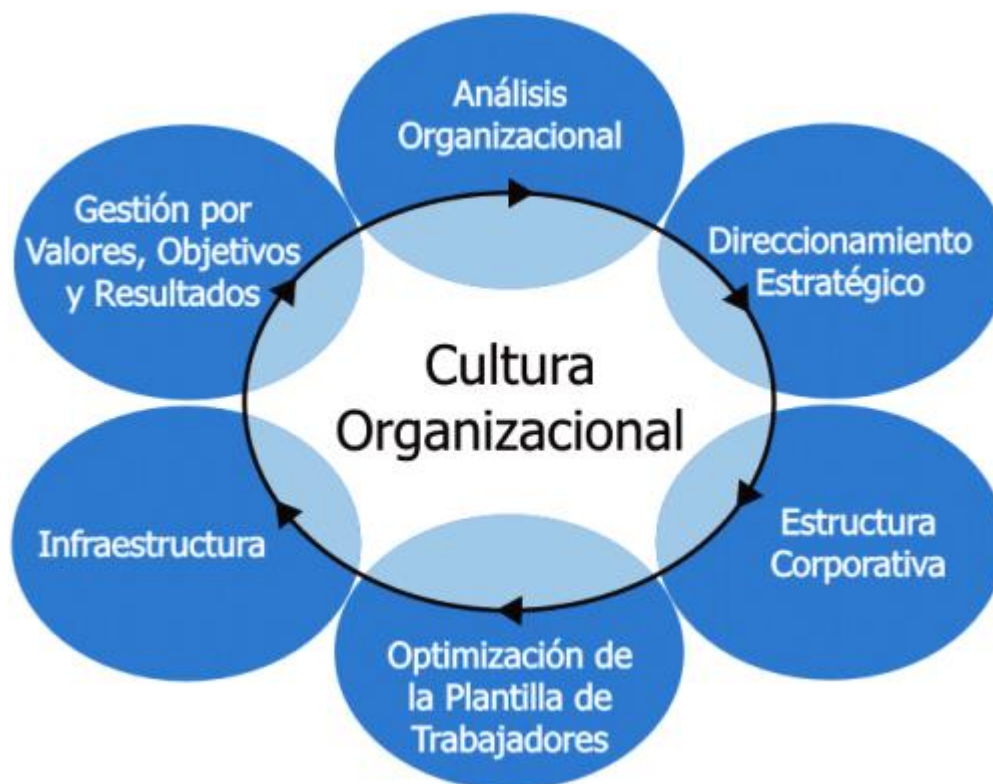 Análisis
Organizacional
Direccionamiento
Estratégico
Estructura
Corporativa
Optimización de
la Plantilla de
Trabajadores
Infraestructura
Gestión por
Valores, Objetivos
y Resultados
Cultura
Organizacional